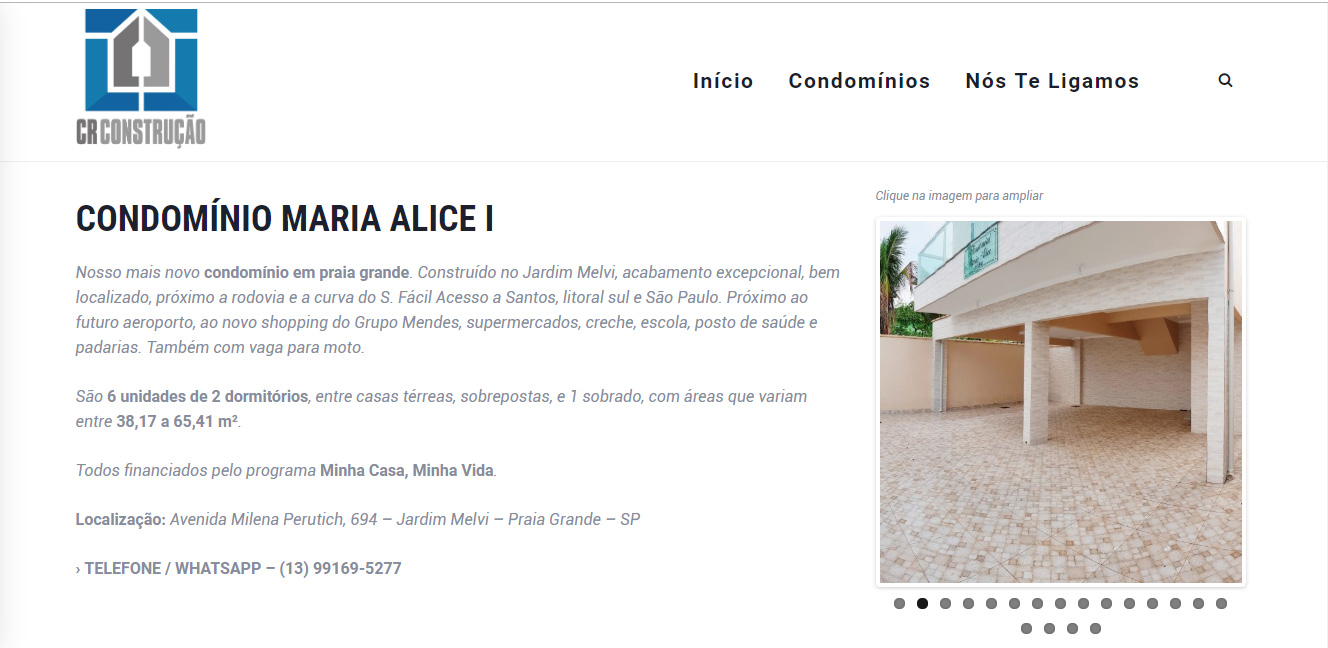 CR CONSTRUÇÃO
Início Condomínios Nós Te Ligamos
CONDOMÍNIO MARIA ALICE I
Nosso mais novo condomínio em praia grande. Construído no Jardim Melvi, acabamento excepcional, bem
localizado, próximo a rodovia e a curva do S. Fácil Acesso a Santos, litoral sul e São Paulo. Próximo ao
futuro aeroporto, ao novo shopping do Grupo Mendes, supermercados, creche, escola, posto de saúde e
padarias. Também com vaga para moto.
São 6 unidades de 2 dormitórios, entre casas térreas, sobrepostas, e 1 sobrado, com áreas que variam
entre 38,17 a 65,41 m².
Todos financiados pelo programa Minha Casa, Minha Vida.
Localização: Avenida Milena Perutich, 694 – Jardim Melvi – Praia Grande – SP
› TELEFONE / WHATSAPP – (13) 99169-5277
Clique na imagem para ampliar